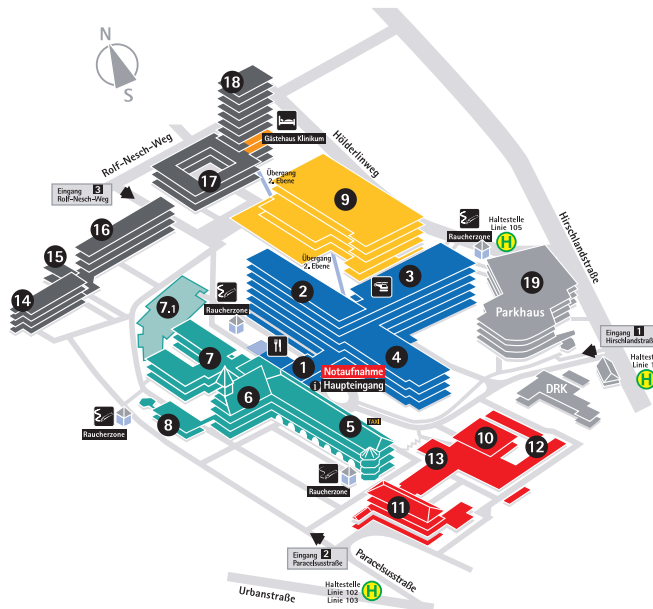 N
S
18
Gästehaus Klinikum
Rolf-Nesch-Weg
Hölderlinweg
17
Übergang
2. Ebene
Eingang 3
Rolf-Nesch-Weg
9
16
Raucherzone
Haltestelle
Linie 105
H
Hirschlandstraße
15
Übergang
2. Ebene
3
19
Parkhaus
14
7.1
2
Raucherzone
Eingang 1
Hirschlandstraße
7
1
4
Notaufnahme
i Haupteingang
H
DRK
6
8
5
TAXI
Raucherzone
10
12
13
Raucherzone
11
Eingang 2
Paracelsusstraße
Paracelsusstraße
Urbanstraße
Haltestelle
Linie 102
Linie 103
H